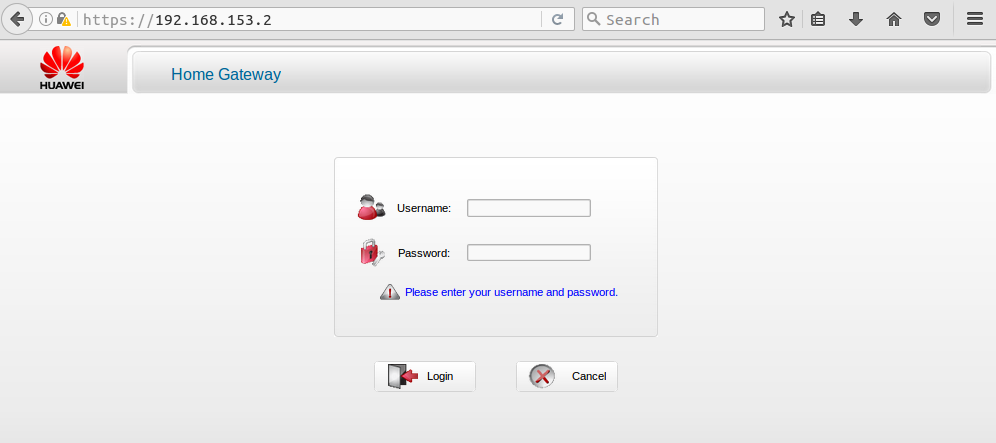 https://192.168.153.2
Search
HUAWEI
Home Gateway
Username:
Password:
Please enter your username and password.
Login
Cancel